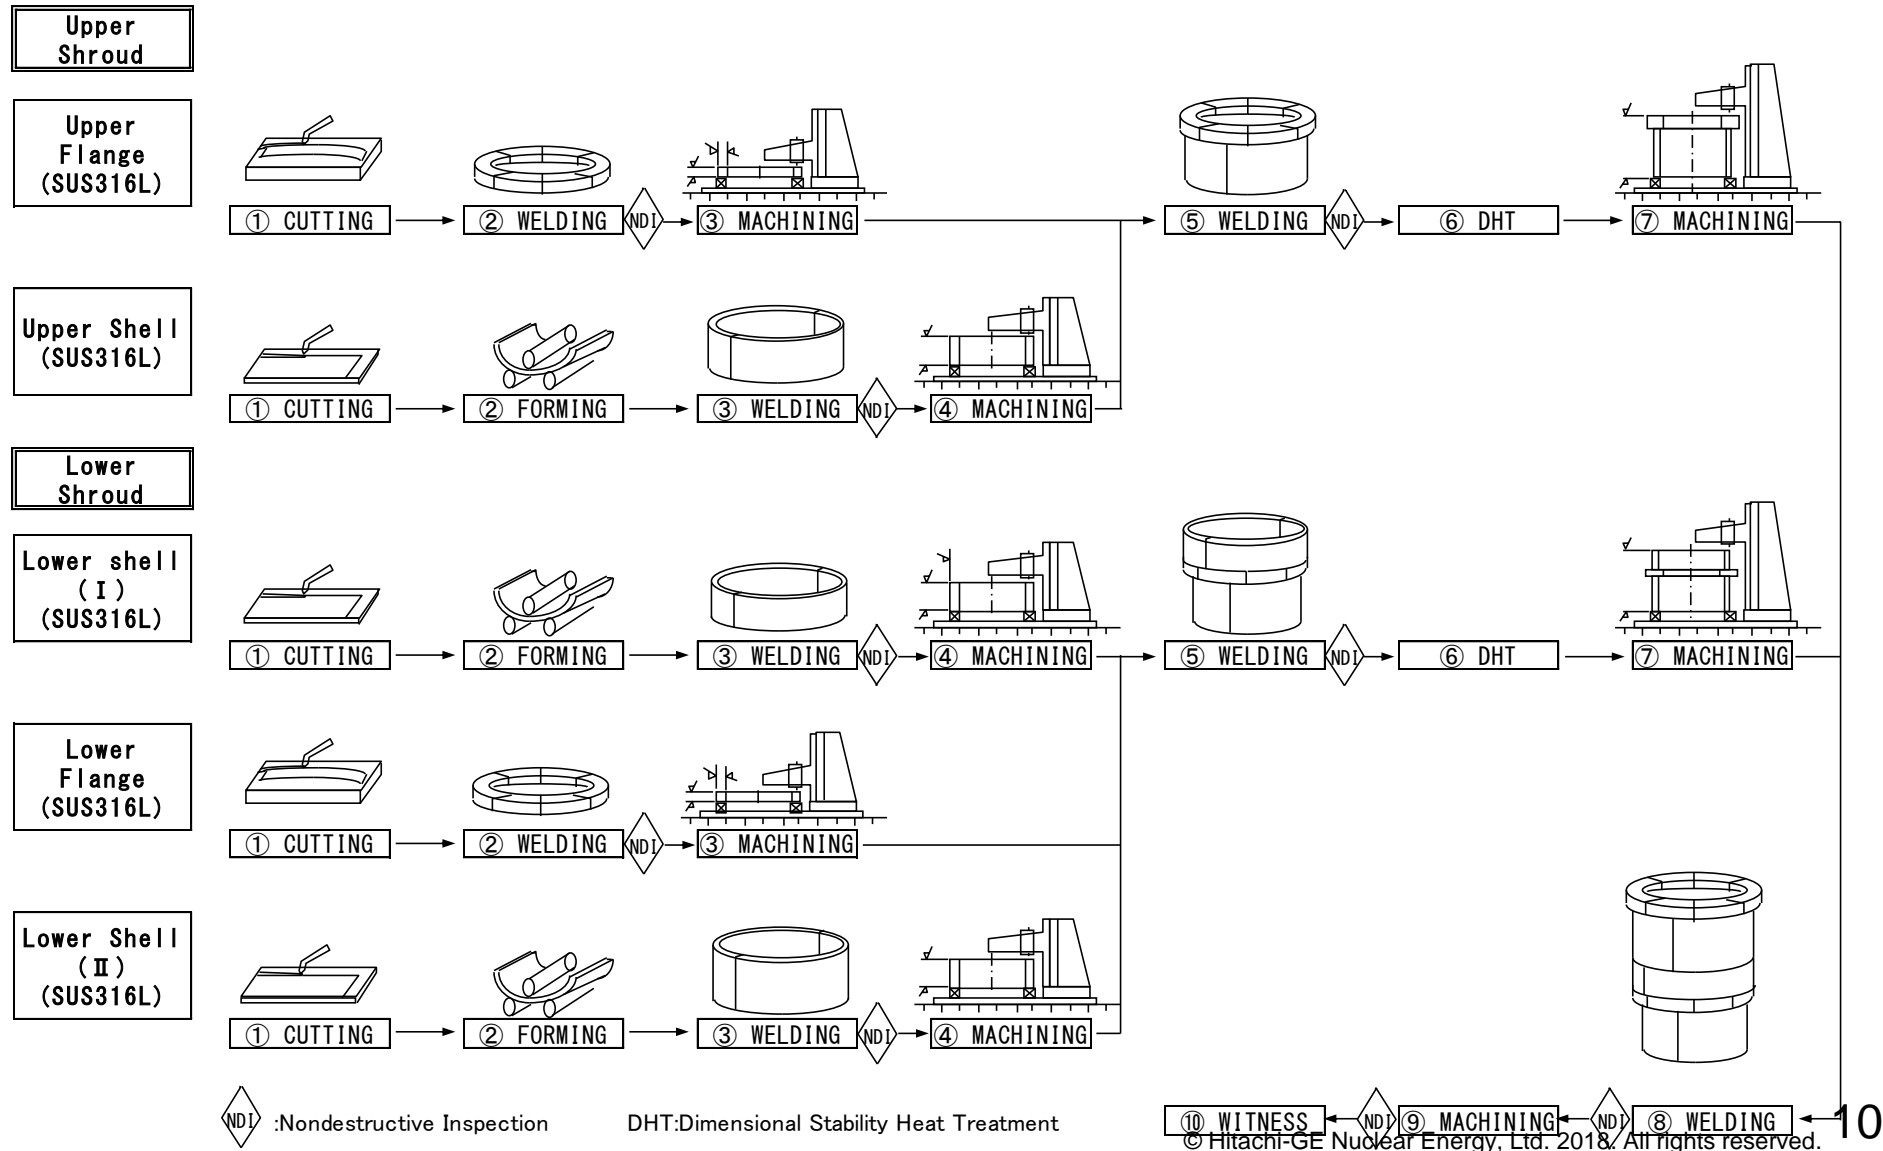 Upper
Shroud
Upper
Flange
(SUS316L)
① CUTTING
② WELDING
NDI
③ MACHINING
⑤ WELDING
NDI
⑥ DHT
⑦ MACHINING
Upper Shell
(SUS316L)
① CUTTING
② FORMING
③ WELDING
NDI
④ MACHINING
Lower
Shroud
Lower shell
(Ⅰ)
(SUS316L)
① CUTTING
② FORMING
③ WELDING
NDI
④ MACHINING
⑤ WELDING
NDI
⑥ DHT
⑦ MACHINING
Lower
Flange
(SUS316L)
① CUTTING
② WELDING
NDI
③ MACHINING
Lower Shell
(Ⅱ)
(SUS316L)
① CUTTING
② FORMING
③ WELDING
NDI
④ MACHINING
NDI :Nondestructive Inspection
DHT:Dimensional Stability Heat Treatment
⑩ WITNESS
NDI
⑨ MACHINING
NDI
⑧ WELDING
10
© Hitachi-GE Nuclear Energy, Ltd. 2018. All rights reserved.